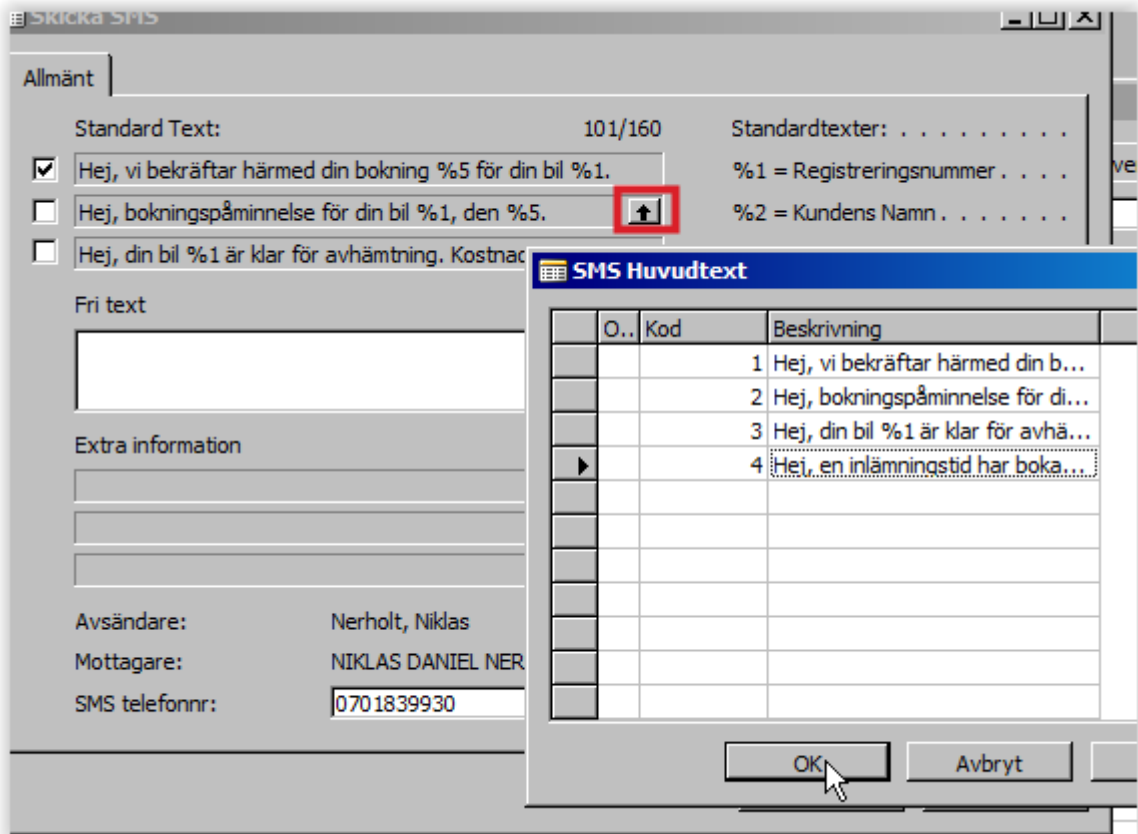 Skicka SMS
Allmänt
Standard Text: 101/160 Standardtexter: . . . . . . . . .
Hej, vi bekräftar härmed din bokning %5 för din bil %1. %1 = Registreringsnummer . . . .
Hej, bokningspåminnelse för din bil %1, den %5. %2 = Kundens Namn . . . . . . .
Hej, din bil %1 är klar för avhämtning. Kostnad
Fri text
SMS Huvudtext
O.. Kod Beskrivning
1 Hej, vi bekräftar härmed din b...
2 Hej, bokningspåminnelse för di...
3 Hej, din bil %1 är klar för avhä...
4 Hej, en inlämningstid har boka...
Extra information
Avsändare: Nerholt, Niklas
Mottagare: NIKLAS DANIEL NER
SMS telefonnr: 0701839930
OK Avbryt